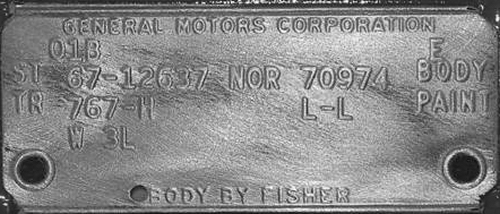 GENERAL MOTORS CORPORATION
01B E
ST 67-12637 NOR 70974 BODY
TR 767-H L-L PAINT
W 3L
BODY BY FISHER